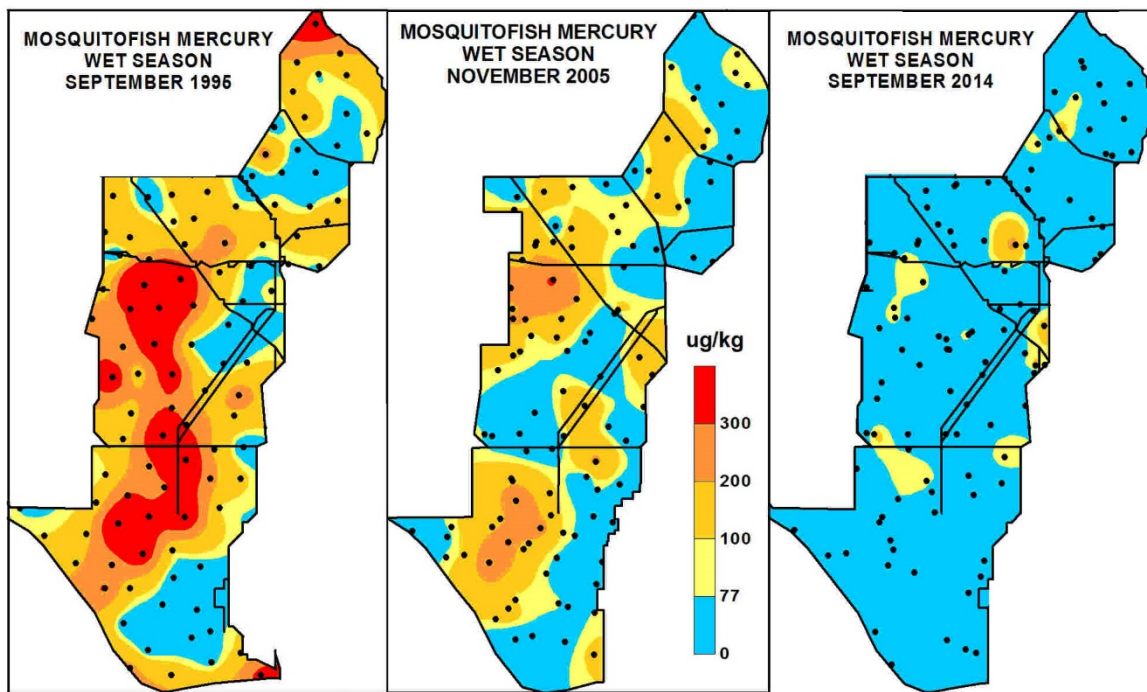 MOSQUITOFISH MERCURY
WET SEASON
SEPTEMBER 1995
MOSQUITOFISH MERCURY
WET SEASON
NOVEMBER 2005
MOSQUITOFISH MERCURY
WET SEASON
SEPTEMBER 2014
ug/kg
300
200
100
77
0